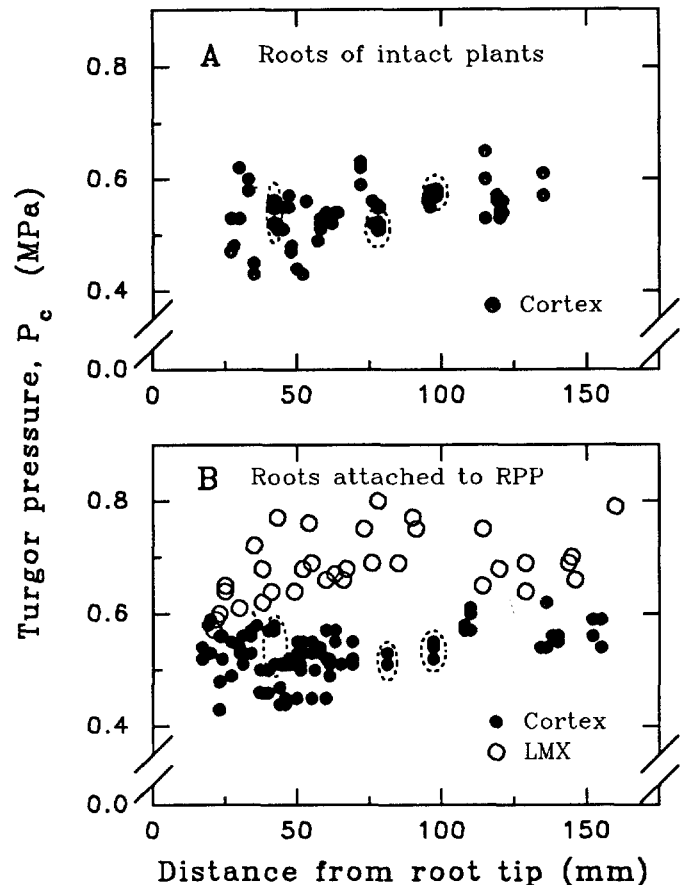 Turgor pressure, Pc (MPa)
A Roots of intact plants
0.8
0.6
0.4
0.0
Cortex
0 50 100 150
B Roots attached to RPP
0.8
0.6
0.4
0.0
Cortex
LMX
0 50 100 150
Distance from root tip (mm)